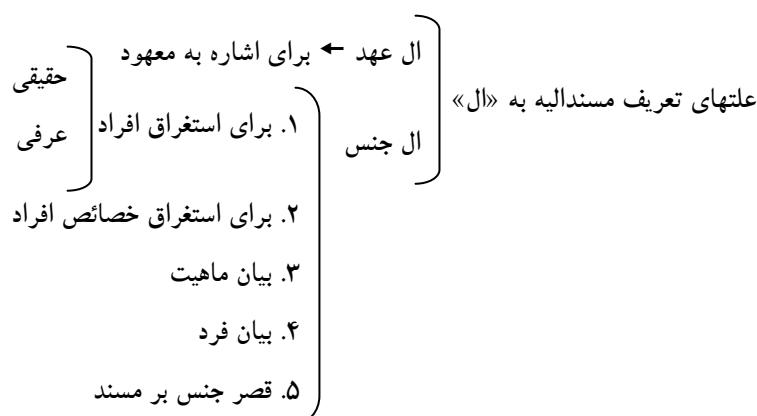 علتهای تعریف مسندالیه به «ال»
ال عهد ← برای اشاره به معهود
ال جنس
۱. برای استغراق افراد
حقیقی
عرفی
۲. برای استغراق خصائص افراد
۳. بیان ماهیت
۴. بیان فرد
۵. قصر جنس بر مسند